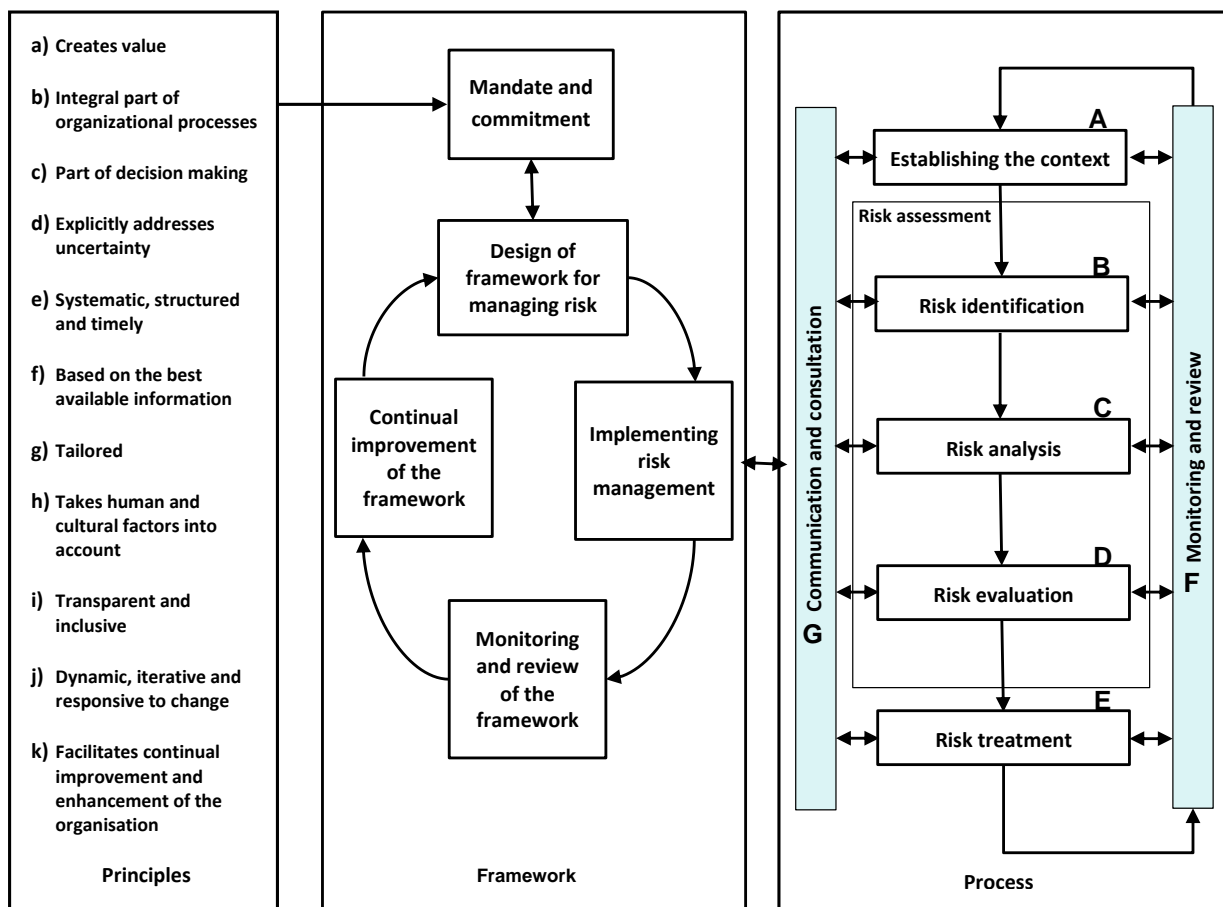 a) Creates value
b) Integral part of
organizational processes
c) Part of decision making
d) Explicitly addresses
uncertainty
e) Systematic, structured
and timely
f) Based on the best
available information
g) Tailored
h) Takes human and
cultural factors into
account
i) Transparent and
inclusive
j) Dynamic, iterative and
responsive to change
k) Facilitates continual
improvement and
enhancement of the
organisation
Principles
Mandate and
commitment
Design of
framework for
managing risk
Continual
improvement
of the
framework
Implementing
risk
management
Monitoring
and review
of the
framework
Framework
A
Establishing the context
Risk assessment
B
Risk identification
C
Risk analysis
D
Risk evaluation
E
Risk treatment
G Communication and consultation
F Monitoring and review
Process